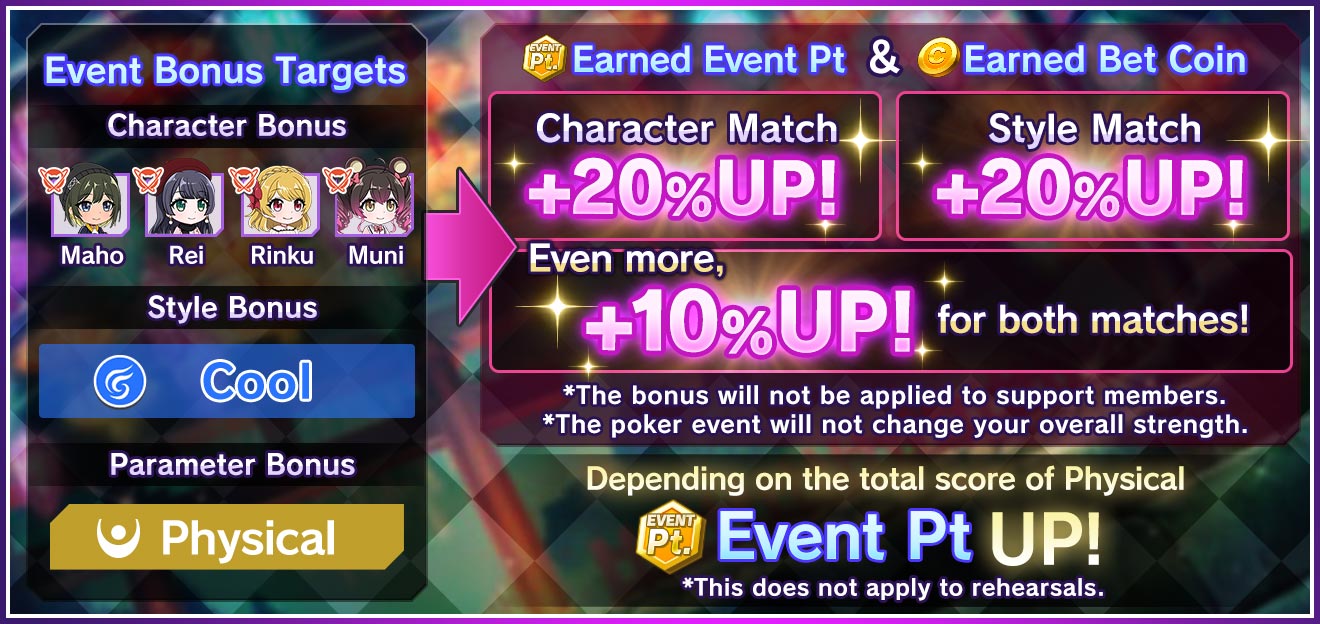 Event Bonus Targets
Character Bonus
Maho Rei Rinku Muni
Style Bonus
Cool
Parameter Bonus
Physical
EVENT
Pt.
Earned Event Pt & C Earned Bet Coin
Character Match
+20%UP!
Style Match
+20%UP!
Even more,
+10%UP! for both matches!
*The bonus will not be applied to support members.
*The poker event will not change your overall strength.
Depending on the total score of Physical
EVENT
Pt.
Event Pt UP!
*This does not apply to rehearsals.